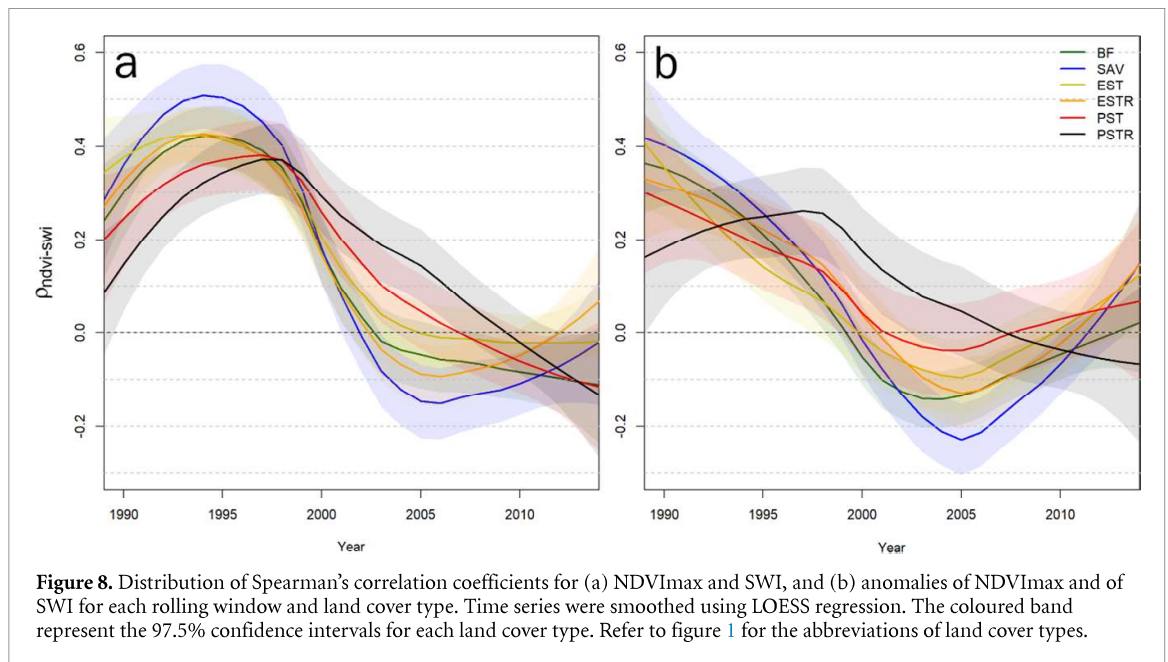 a
b
0.6
0.4
0.2
0.0
-0.2
ρndvi-swi
1990 1995 2000 2005 2010
Year
0.6
0.4
0.2
0.0
-0.2
BF
SAV
EST
ESTR
PST
PSTR
1990 1995 2000 2005 2010
Year
Figure 8. Distribution of Spearman's correlation coefficients for (a) NDVImax and SWI, and (b) anomalies of NDVImax and of
SWI for each rolling window and land cover type. Time series were smoothed using LOESS regression. The coloured band
represent the 97.5% confidence intervals for each land cover type. Refer to figure 1 for the abbreviations of land cover types.